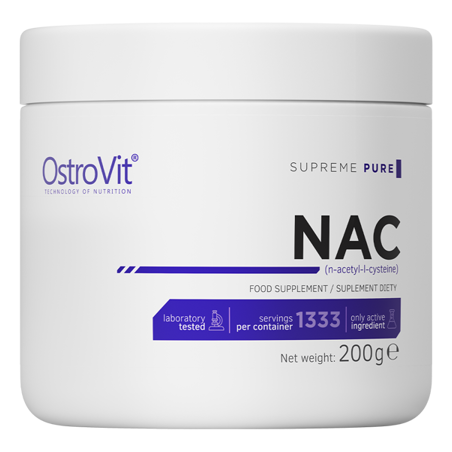 OstroVit®
TECHNOLOGY OF NUTRITION
SUPREME PURE
NAC
(n-acetyl-l-cysteine)
FOOD SUPPLEMENT / SUPLEMENT DIETY
laboratory
tested
servings
per container
1333
only active
ingredient
Net weight: 200g℮